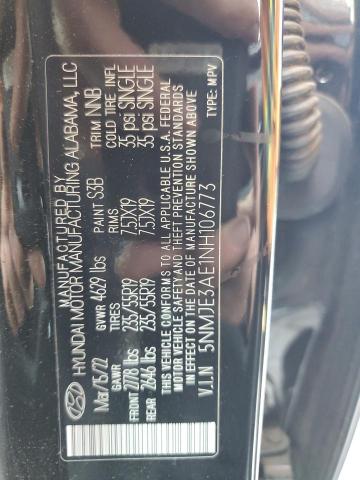 MANUFACTURED BY
HYUNDAI MOTOR MANUFACTURING ALABAMA, LLC
Mar/15/22 GVWR 4629 lbs PAINT S3B TRIM NNB
GAWR TIRES RIMS COLD TIRE INFL
FRONT 2778 lbs 235/55R19 7.5JX19 35 psi SINGLE
REAR 2646 lbs 235/55R19 7.5JX19 35 psi SINGLE
THIS VEHICLE CONFORMS TO ALL APPLICABLE U.S.A. FEDERAL
MOTOR VEHICLE SAFETY AND THEFT PREVENTION STANDARDS
IN EFFECT ON THE DATE OF MANUFACTURE SHOWN ABOVE
V.I.N 5NMJE3AE1NH106773 TYPE: MPV